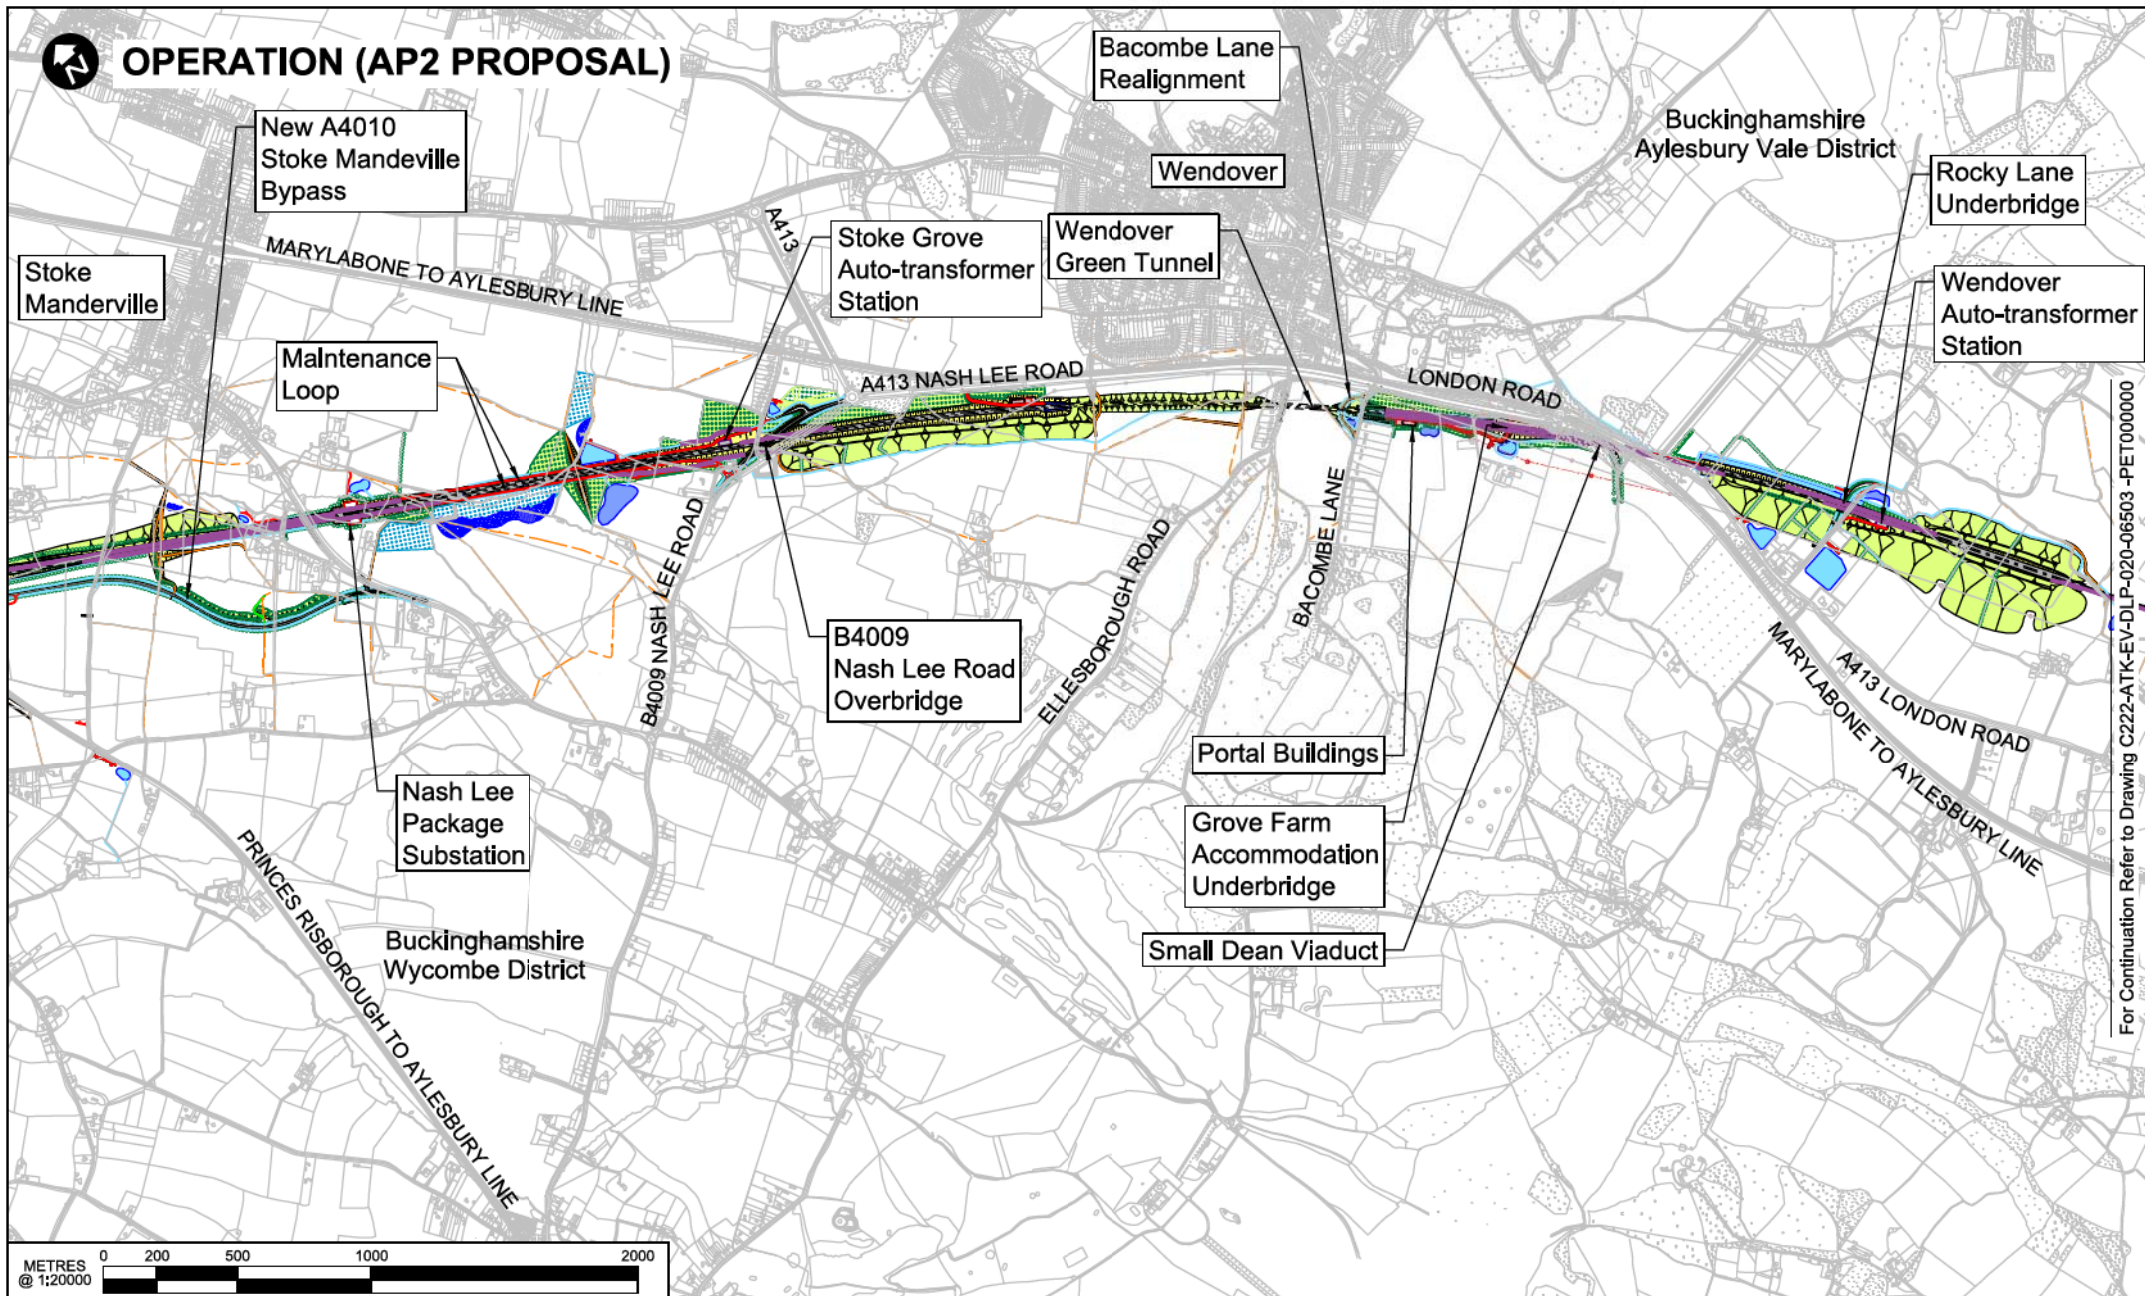 N
OPERATION (AP2 PROPOSAL)
New A4010
Stoke Mandeville
Bypass
Stoke
Manderville
MARYLABONE TO AYLESBURY LINE
Maintenance
Loop
A413
Stoke Grove
Auto-transformer
Station
Bacombe Lane
Realignment
Wendover
Wendover
Green Tunnel
Buckinghamshire
Aylesbury Vale District
Rocky Lane
Underbridge
Wendover
Auto-transformer
Station
A413 NASH LEE ROAD
LONDON ROAD
B4009 NASH LEE ROAD
B4009
Nash Lee Road
Overbridge
ELLESBOROUGH ROAD
BACOMBE LANE
Portal Buildings
Grove Farm
Accommodation
Underbridge
Small Dean Viaduct
A413 LONDON ROAD
MARYLABONE TO AYLESBURY LINE
Nash Lee
Package
Substation
PRINCES RISBOROUGH TO AYLESBURY LINE
Buckinghamshire
Wycombe District
For Continuation Refer to Drawing C222-ATK-EV-DLP-020-06503 -PET000000
METRES
@ 1:20000
0 200 500 1000 2000